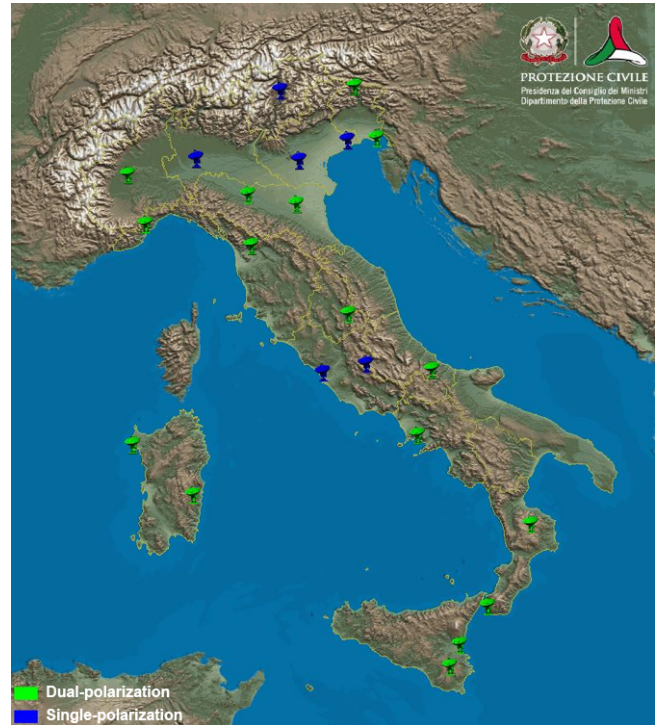 PROTEZIONE CIVILE
Presidenza del Consiglio dei Ministri
Dipartimento della Protezione Civile
Dual-polarization
Single-polarization